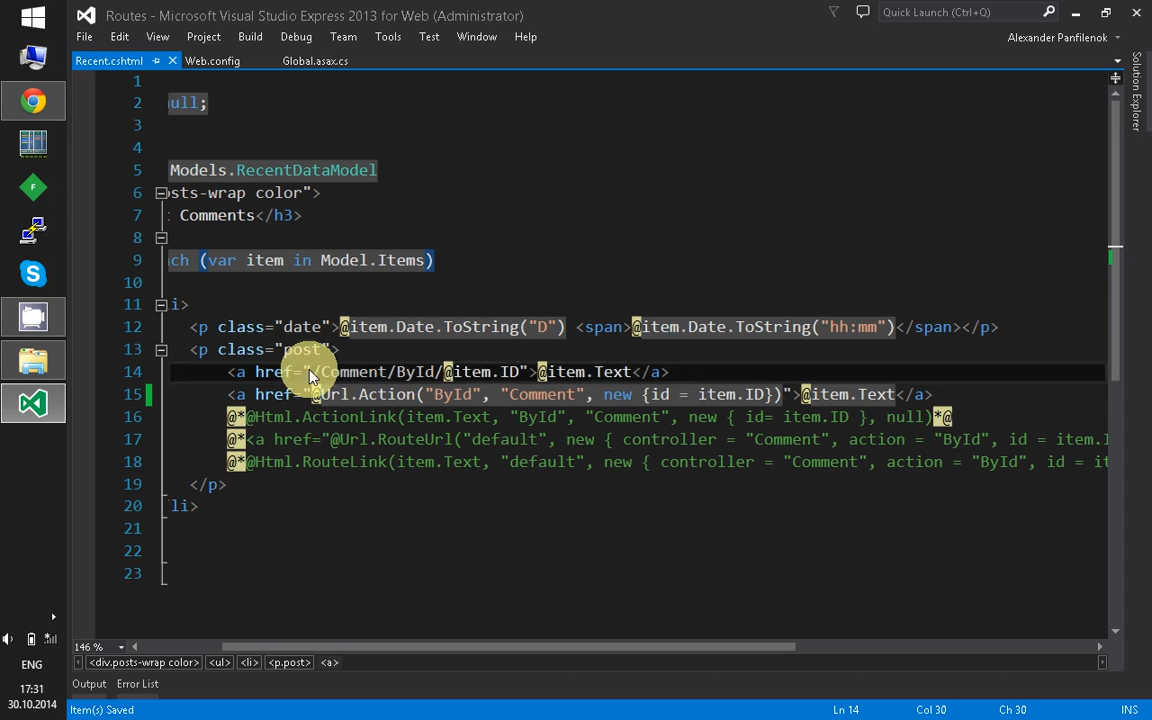 Routes - Microsoft Visual Studio Express 2013 for Web (Administrator)
Quick Launch (Ctrl+Q)
File Edit View Project Build Debug Team Tools Test Window Help
Alexander Panfilenok
Recent.cshtml Web.config Global.asax.cs
Solution Explorer
1
2 null;
3
4
5 Models.RecentDataModel
6 osts-wrap color">
7 : Comments</h3>
8
9 ch (var item in Model.Items)
10
11 i>
12 <p class="date">@item.Date.ToString("D") <span>@item.Date.ToString("hh:mm")</span></p>
13 <p class="post">
14 <a href="/Comment/ById/@item.ID">@item.Text</a>
15 <a href="@Url.Action("ById", "Comment", new {id = item.ID})">@item.Text</a>
16 @*@Html.ActionLink(item.Text, "ById", "Comment", new { id= item.ID }, null)*@
17 @*<a href="@Url.RouteUrl("default", new { controller = "Comment", action = "ById", id = item.I
18 @*@Html.RouteLink(item.Text, "default", new { controller = "Comment", action = "ById", id =
19 </p>
20 li>
21
22
23
146 %
<div.posts-wrap color> <ul> <li> <p.post> <a>
Output Error List
Item(s) Saved Ln 14 Col 30 Ch 30 INS
ENG
17:31
30.10.2014